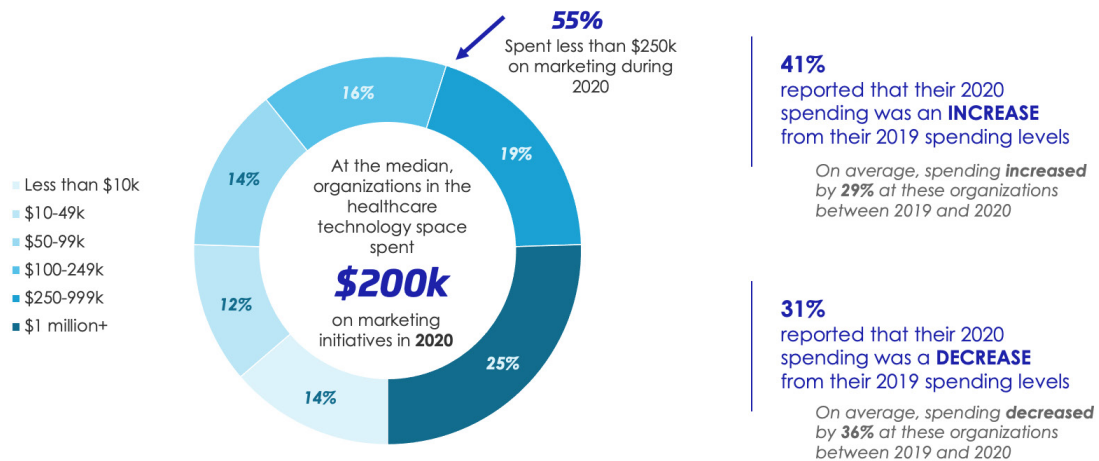 55%
Spent less than $250k
on marketing during
2020
Less than $10k
$10-49k
$50-99k
$100-249k
$250-999k
$1 million+
16%
19%
14%
12%
14%
25%
At the median,
organizations in the
healthcare
technology space
spent
$200k
on marketing
initiatives in 2020
41%
reported that their 2020
spending was an INCREASE
from their 2019 spending levels
On average, spending increased
by 29% at these organizations
between 2019 and 2020
31%
reported that their 2020
spending was a DECREASE
from their 2019 spending levels
On average, spending decreased
by 36% at these organizations
between 2019 and 2020